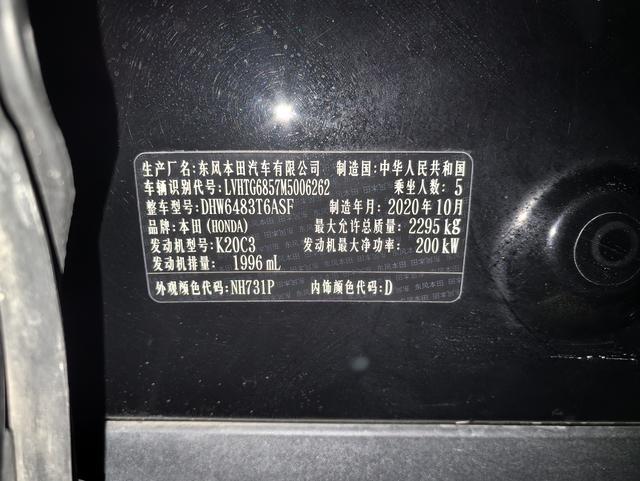 生产厂名:东风本田汽车有限公司 制造国:中华人民共和国
车辆识别代号:LVHTG6857M5006262 乘坐人数:5
整车型号:DHW6483T6ASF 制造年月:2020年10月
品牌:本田(HONDA) 最大允许总质量:2295kg
发动机型号:K20C3 发动机最大净功率:200kW
发动机排量:1996mL
外观颜色代码:NH731P 内饰颜色代码:D